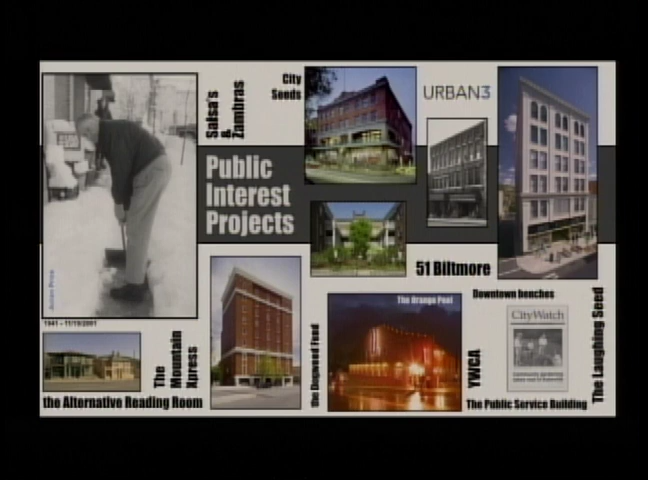 Salsa's
&
Zambras
City
Seeds
URBAN3
Public
Interest
Projects
51 Biltmore
1941 - 11/19/2001
The
Mountain
Xpress
the Alternative Reading Room
the Dogwood Fund
The Orange Peel
YWCA
Downtown benches
CityWatch
The Public Service Building
The Laughing Seed